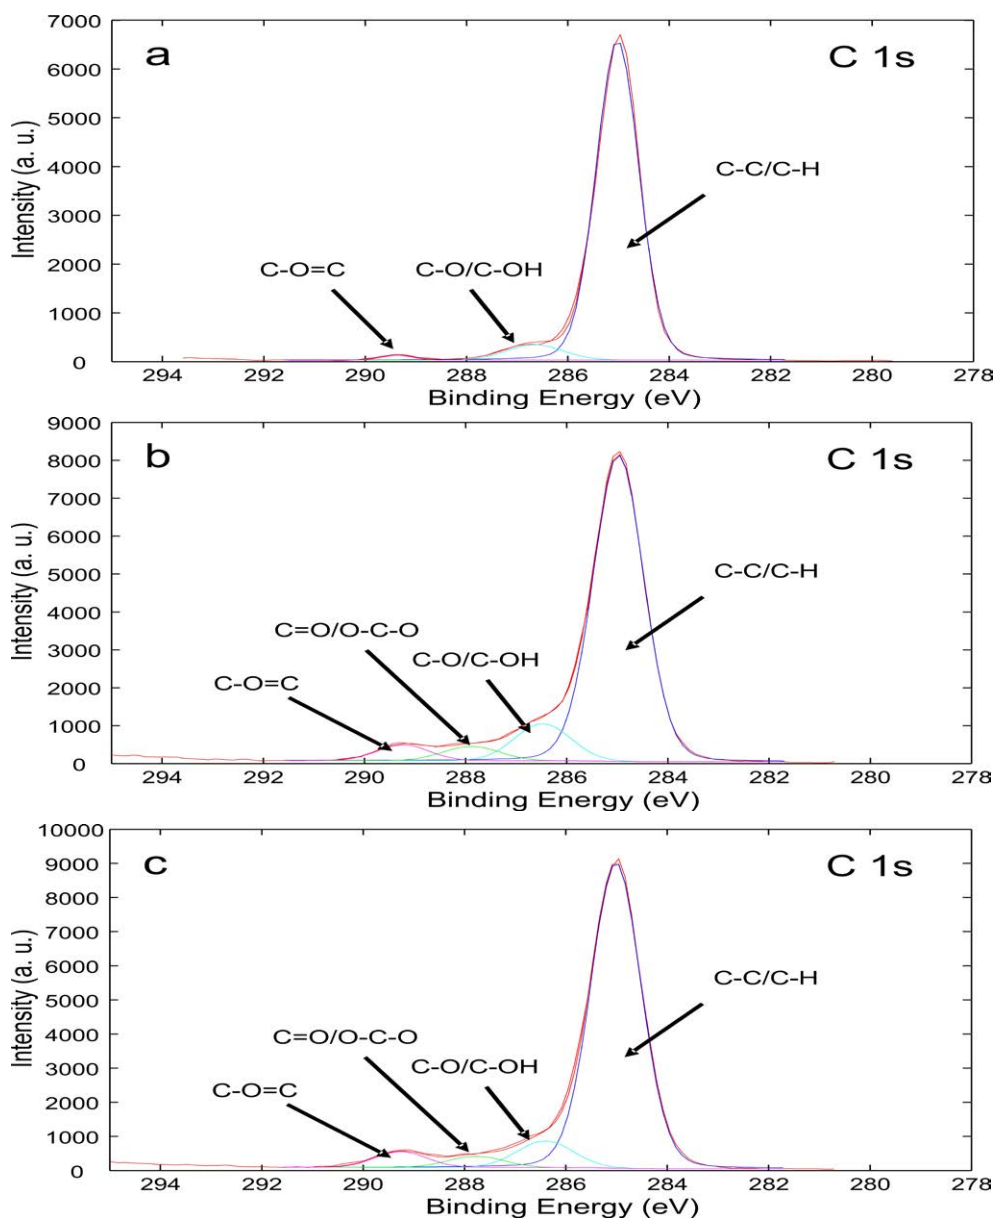 7000
a
C 1s
6000
5000
Intensity (a. u.)
4000
C-C/C-H
3000
2000
C-O=C
C-O/C-OH
1000
0
294 292 290 288 286 284 282 280 278
Binding Energy (eV)
9000
b
C 1s
8000
7000
6000
Intensity (a. u.)
5000
C-C/C-H
4000
C=O/O-C-O
3000
C-O/C-OH
C-O=C
2000
1000
0
294 292 290 288 286 284 282 280 278
Binding Energy (eV)
10000
c
C 1s
9000
8000
7000
6000
Intensity (a. u.)
C-C/C-H
5000
4000
C=O/O-C-O
3000
C-O/C-OH
C-O=C
2000
1000
0
294 292 290 288 286 284 282 280 278
Binding Energy (eV)